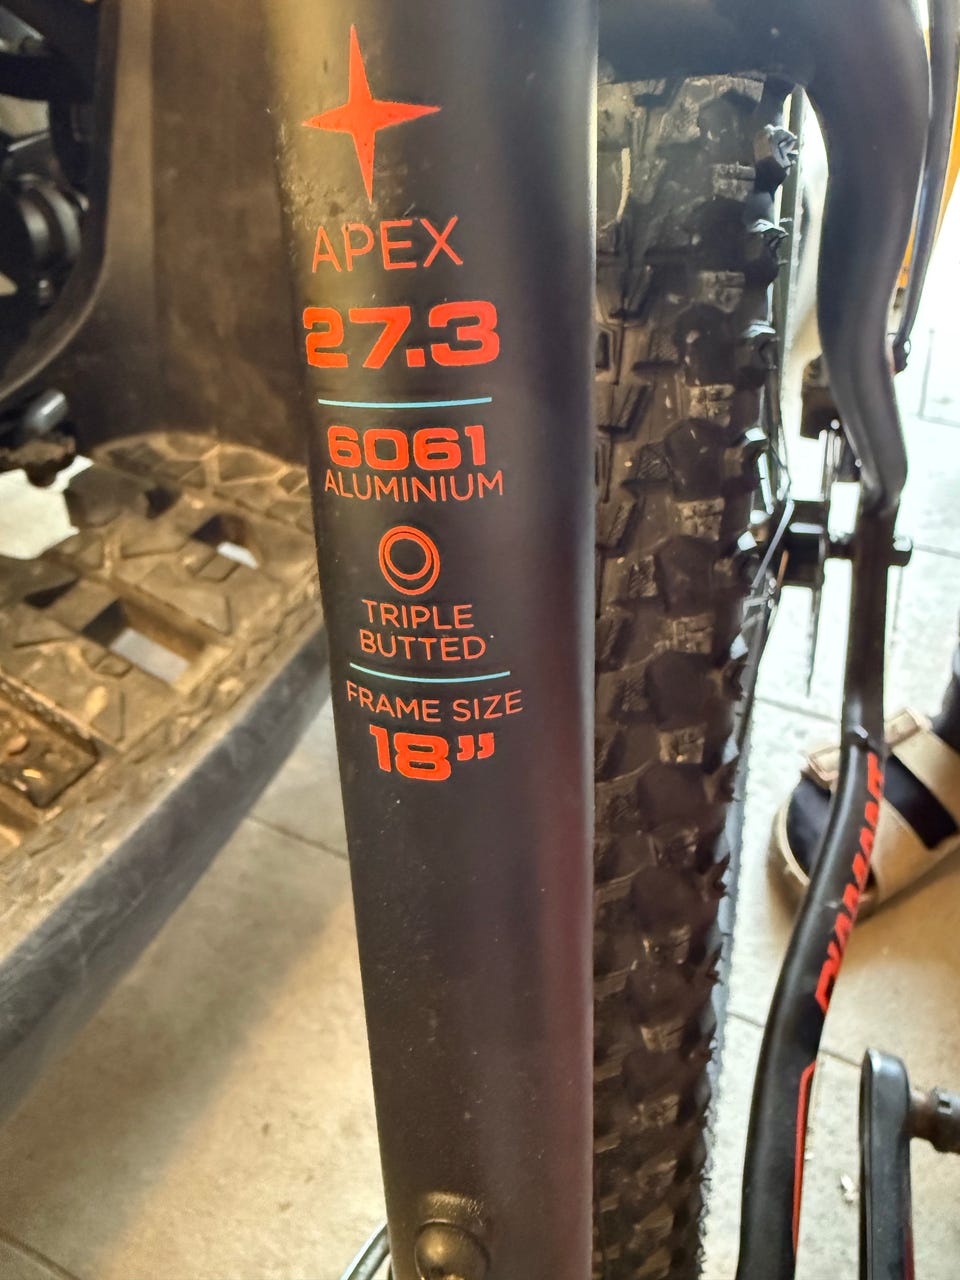 APEX
27.3
6061
ALUMINIUM
TRIPLE
BUTTED
FRAME SIZE
18”